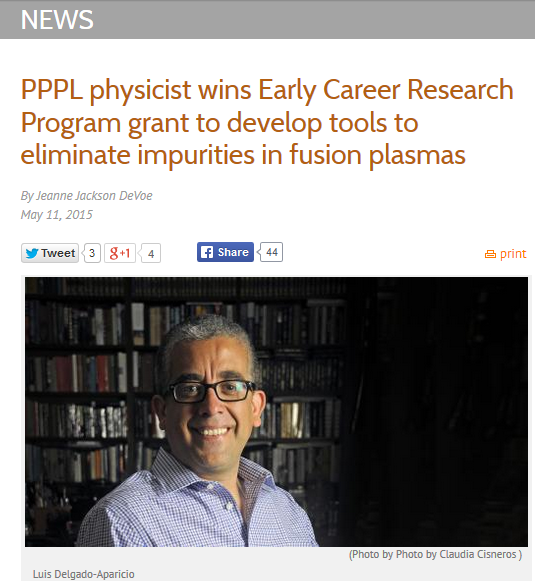 NEWS
PPPL physicist wins Early Career Research
Program grant to develop tools to
eliminate impurities in fusion plasmas
By Jeanne Jackson DeVoe
May 11, 2015
Tweet 3 g+1 4 f Share 44 print
(Photo by Photo by Claudia Cisneros )
Luis Delgado-Aparicio